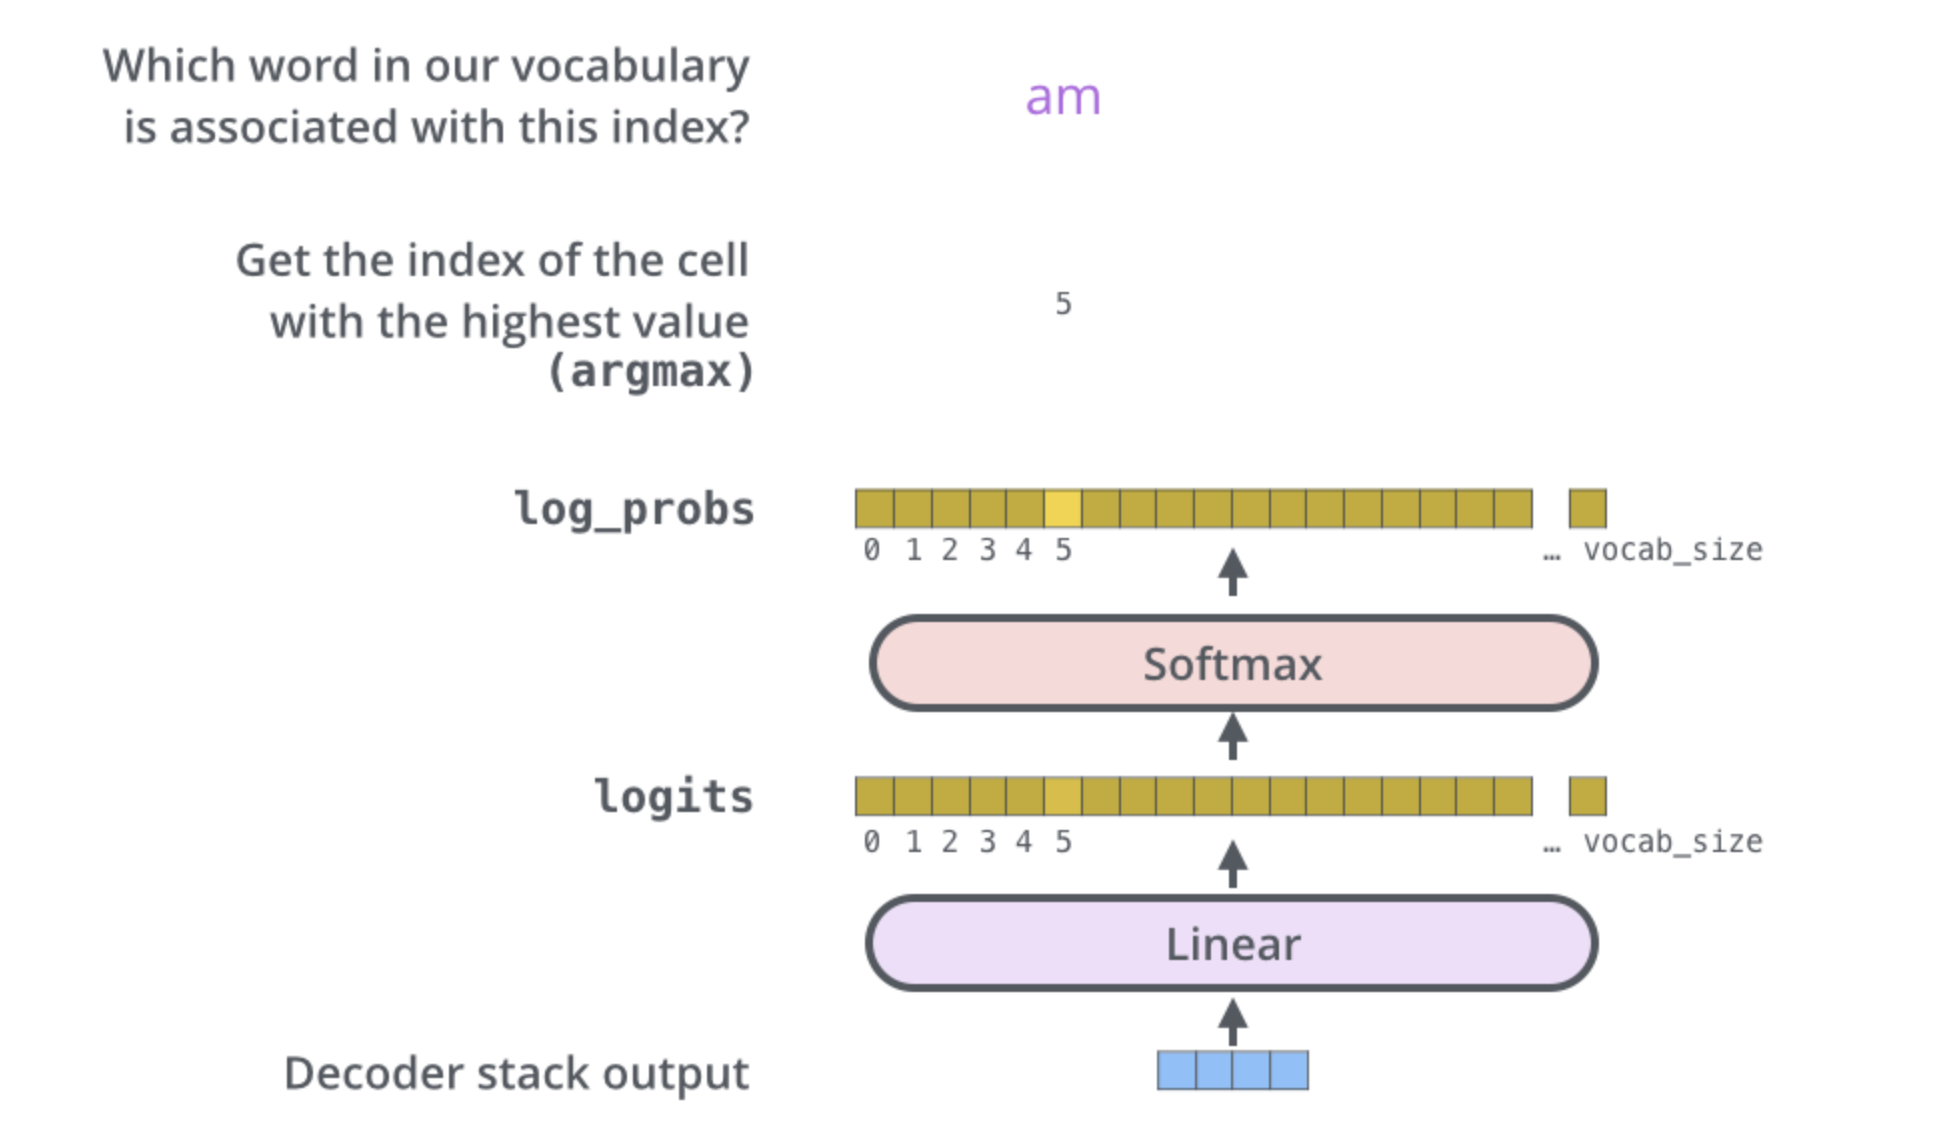 Which word in our vocabulary
is associated with this index?
am
Get the index of the cell
with the highest value
(argmax)
5
log_probs
0 1 2 3 4 5 … vocab_size
Softmax
logits
0 1 2 3 4 5 … vocab_size
Linear
Decoder stack output